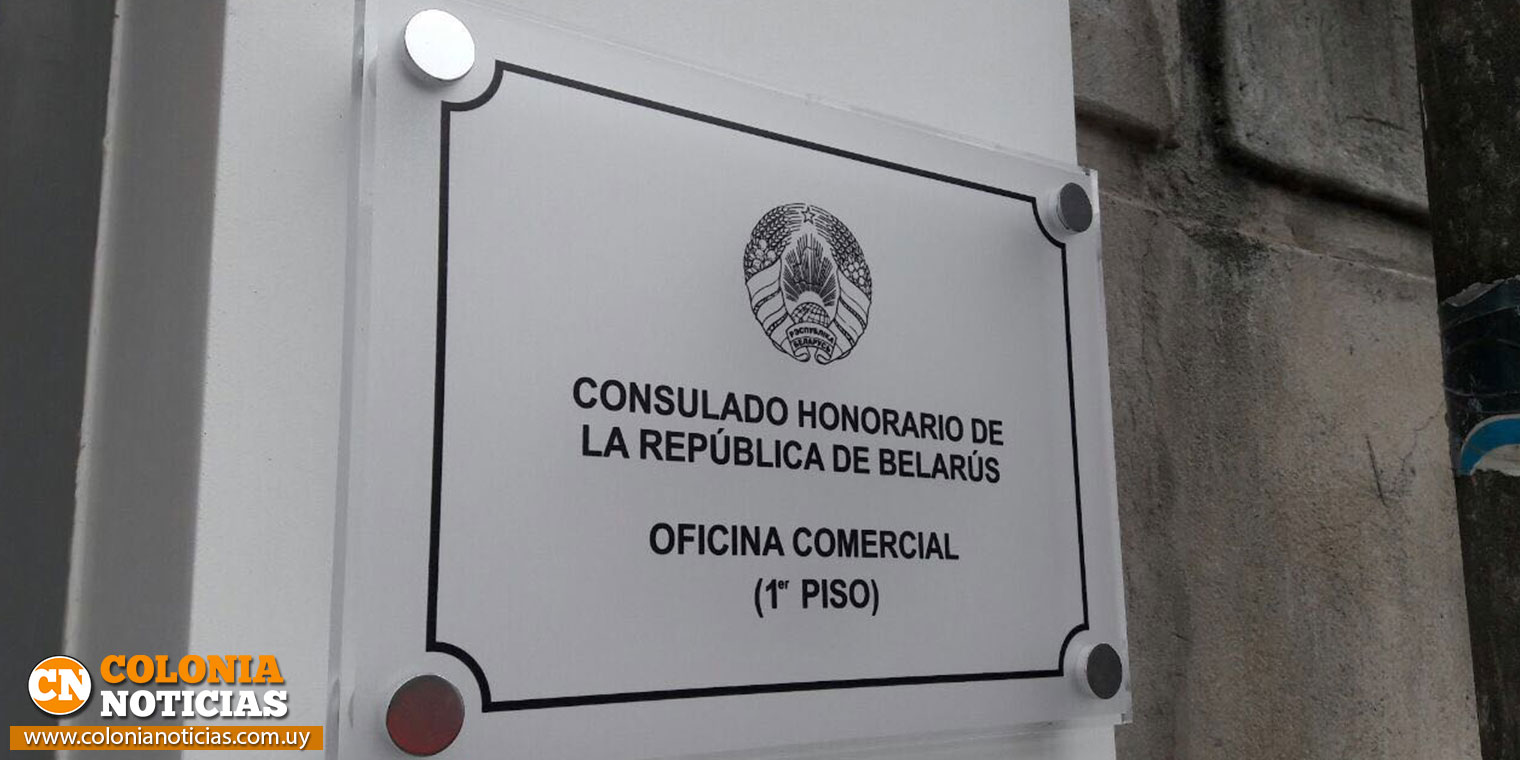 РЭСПУБЛІКА
БЕЛАРУСЬ
CONSULADO HONORARIO DE
LA REPÚBLICA DE BELARÚS
OFICINA COMERCIAL
(1er PISO)
CN COLONIA
NOTICIAS
www.colonianoticias.com.uy